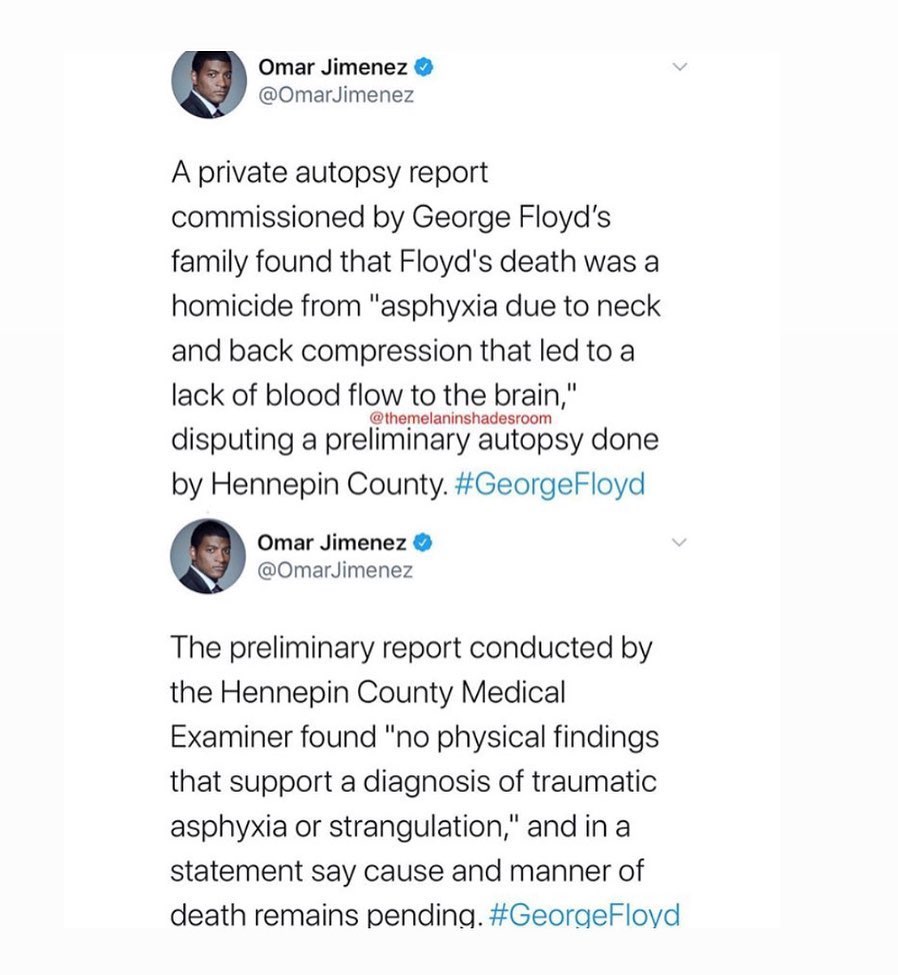 Omar Jimenez
@OmarJimenez
A private autopsy report
commissioned by George Floyd’s
family found that Floyd's death was a
homicide from "asphyxia due to neck
and back compression that led to a
lack of blood flow to the brain,"
@themelaninshadesroom
disputing a preliminary autopsy done
by Hennepin County. #GeorgeFloyd
Omar Jimenez
@OmarJimenez
The preliminary report conducted by
the Hennepin County Medical
Examiner found "no physical findings
that support a diagnosis of traumatic
asphyxia or strangulation," and in a
statement say cause and manner of
death remains pending. #GeorgeFloyd